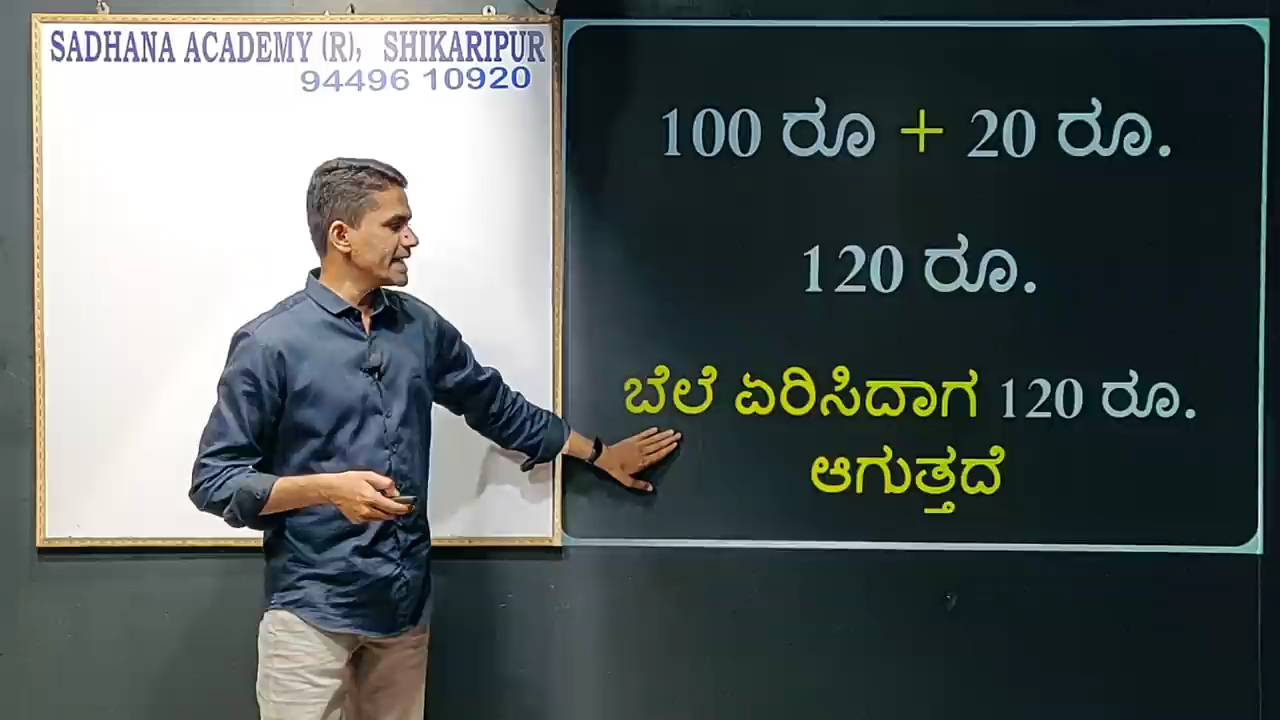 SADHANA ACADEMY (R), SHIKARIPUR
94496 10920
100 ರೂ + 20 ರೂ.
120 ರೂ.
ಬೆಲೆ ಏರಿಸಿದಾಗ 120 ರೂ.
ಆಗುತ್ತದೆ